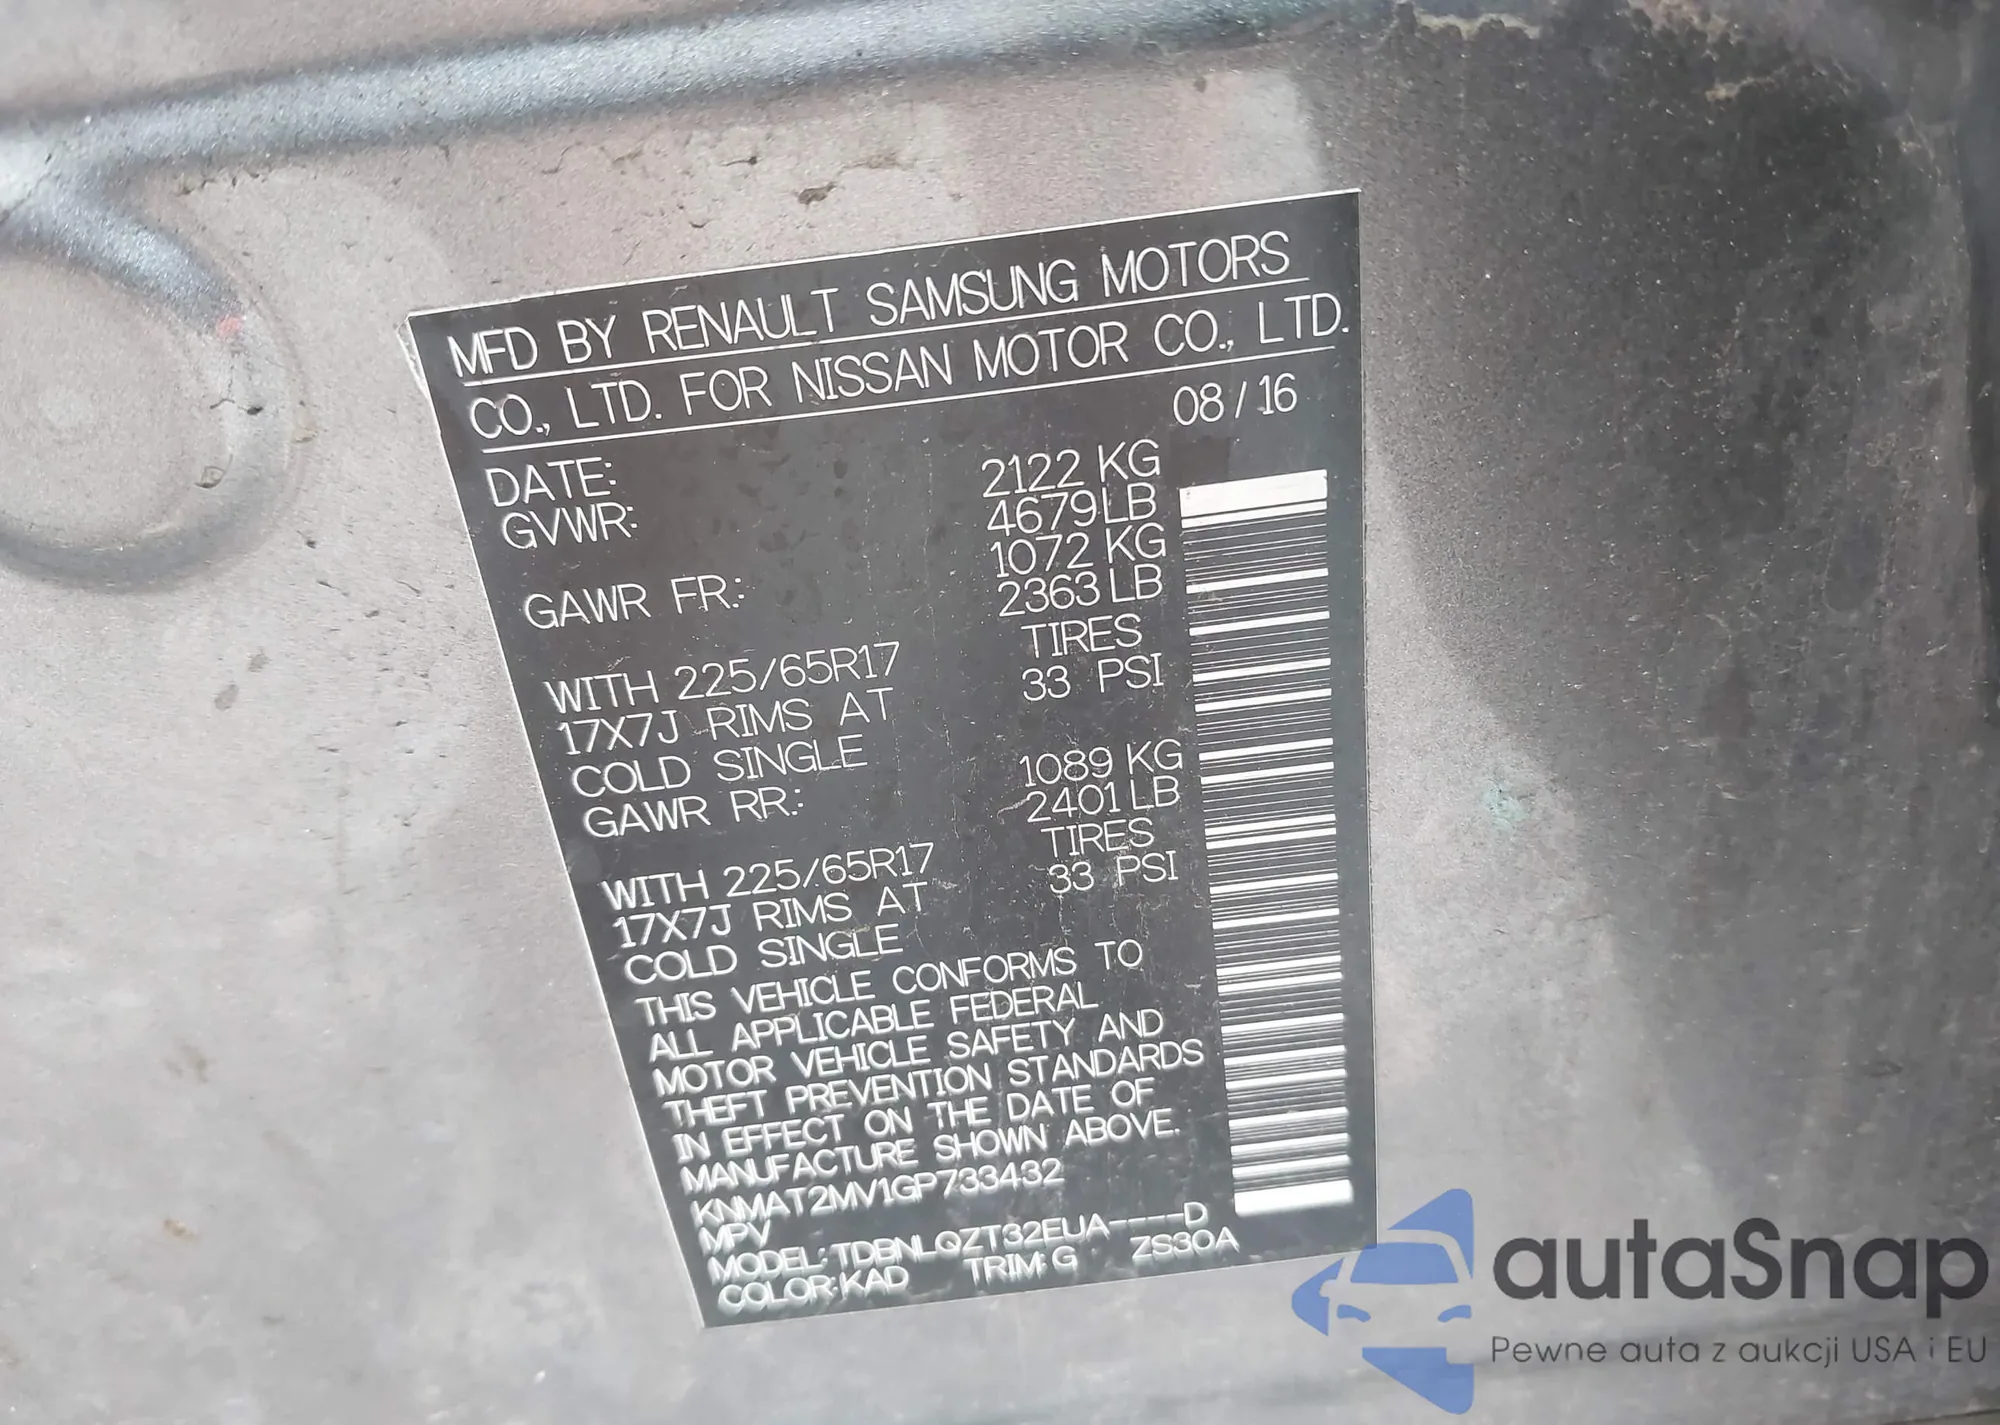 MFD BY RENAULT SAMSUNG MOTORS
CO., LTD. FOR NISSAN MOTOR CO., LTD.
DATE: 08/16
GVWR: 2122 KG
4679 LB
GAWR FR: 1072 KG
2363 LB
WITH 225/65R17 TIRES
17X7J RIMS AT 33 PSI
COLD SINGLE
GAWR RR: 1089 KG
2401 LB
WITH 225/65R17 TIRES
17X7J RIMS AT 33 PSI
COLD SINGLE
THIS VEHICLE CONFORMS TO
ALL APPLICABLE FEDERAL
MOTOR VEHICLE SAFETY AND
THEFT PREVENTION STANDARDS
IN EFFECT ON THE DATE OF
MANUFACTURE SHOWN ABOVE.
KNMAT2MV1GP733432
MPV
MODEL: TDBNLQZT32EUA----D
COLOR: KAD TRIM: G ZS30A
autaSnap
Pewne auta z aukcji USA i EU